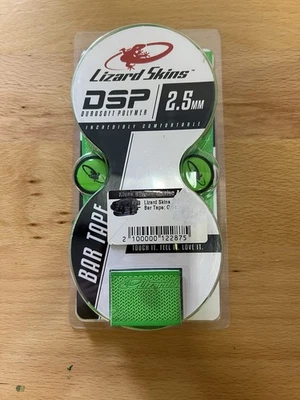 Lizard Skins
DSP 2.5MM
DURASOFT POLYMER
INCREDIBLY COMFORTABLE
Lizard Skins
Bar Tape:
BAR TAPE
2 100000 122875
TOUCH IT. FEEL IT. LOVE IT.